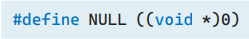 #define NULL ((void *)0)